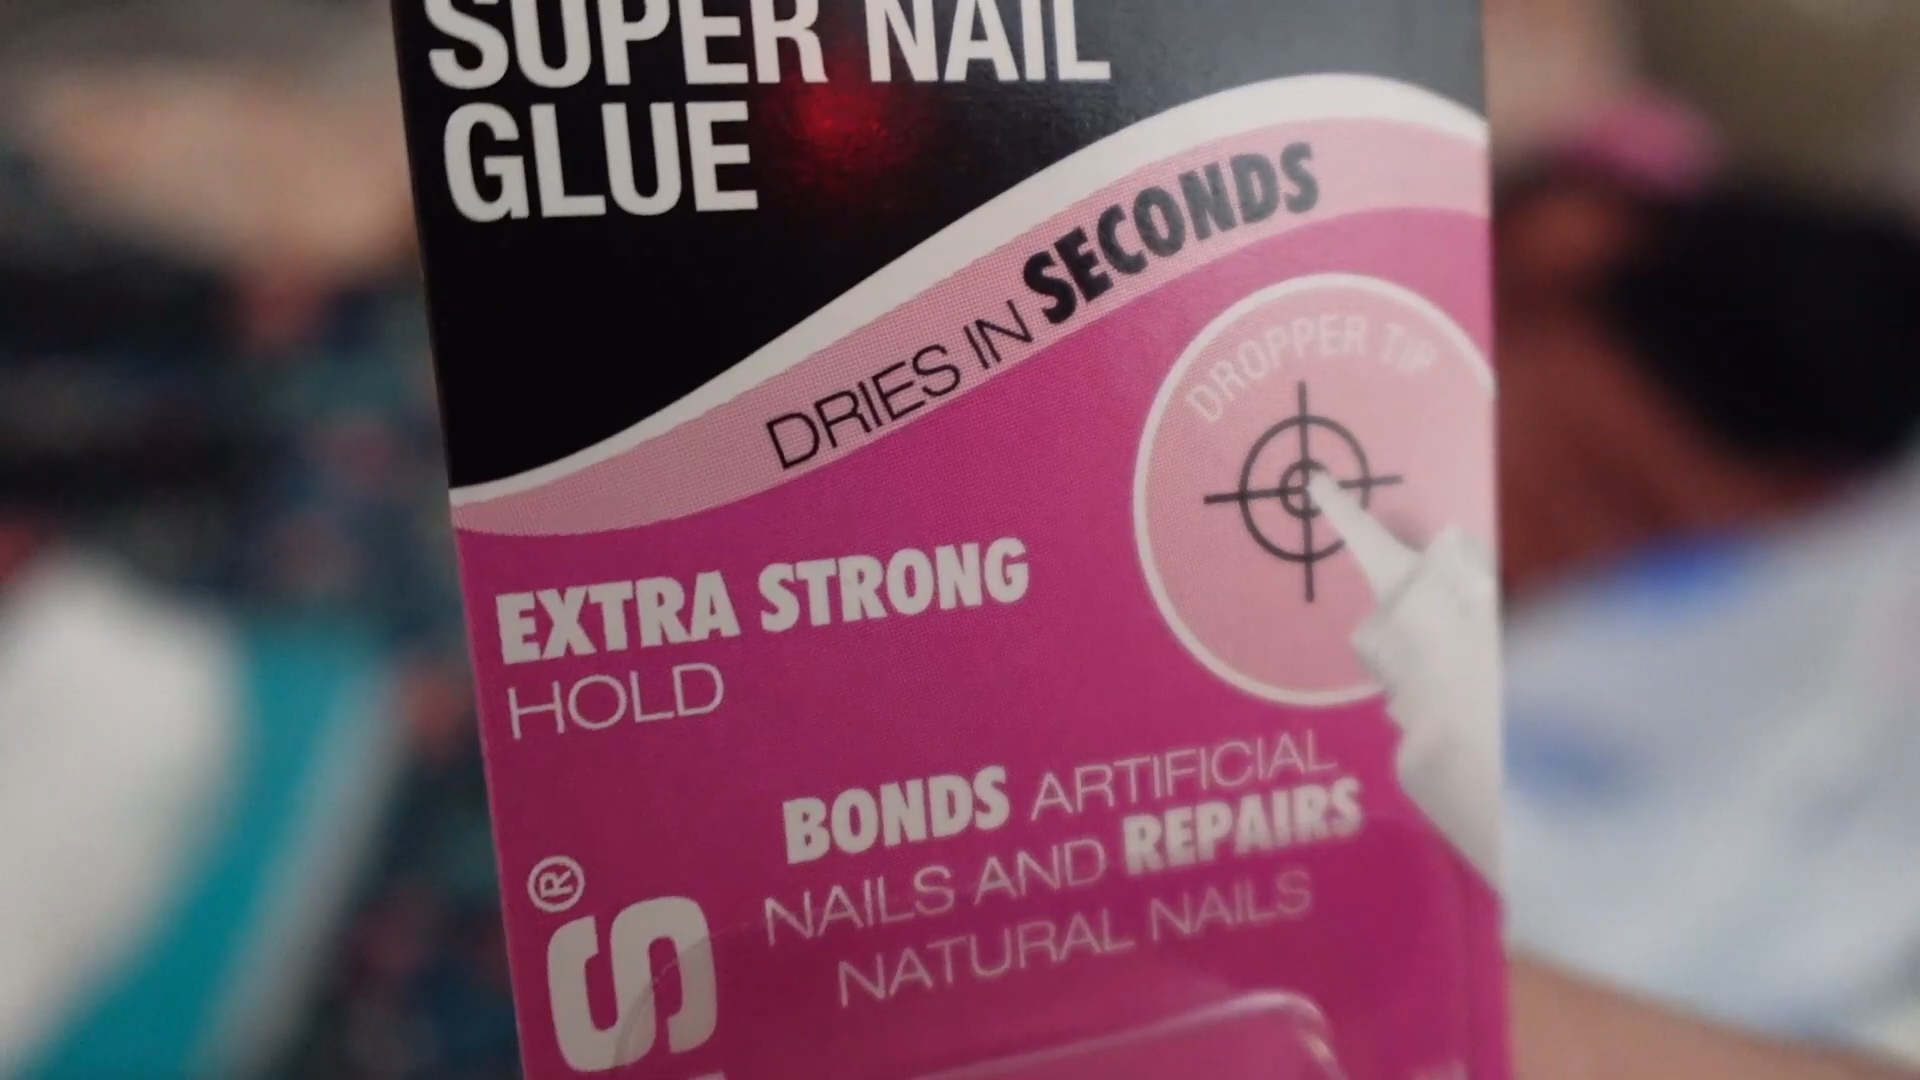 SUPER NAIL
GLUE
DRIES IN SECONDS
DROPPER TIP
EXTRA STRONG
HOLD
BONDS ARTIFICIAL
NAILS AND REPAIRS
NATURAL NAILS
S®